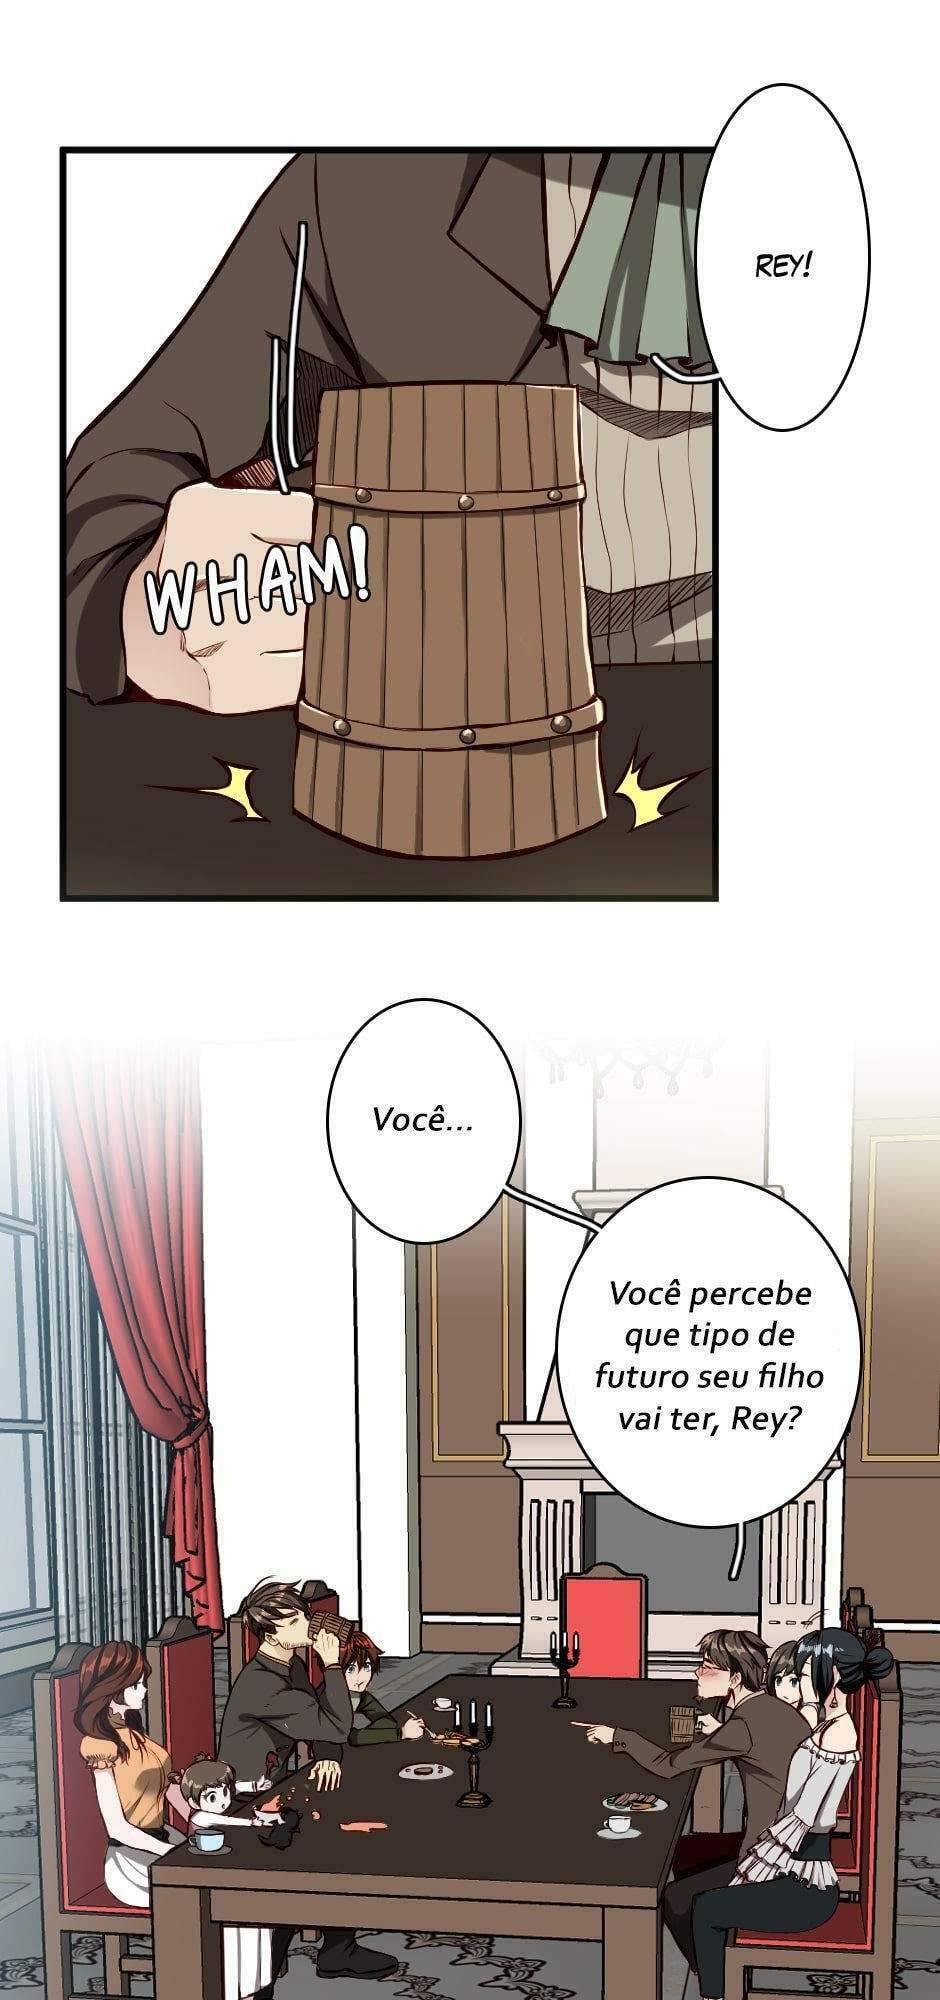 REY!
WHAM!
Você...
Você percebe
que tipo de
futuro seu filho
vai ter, Rey?